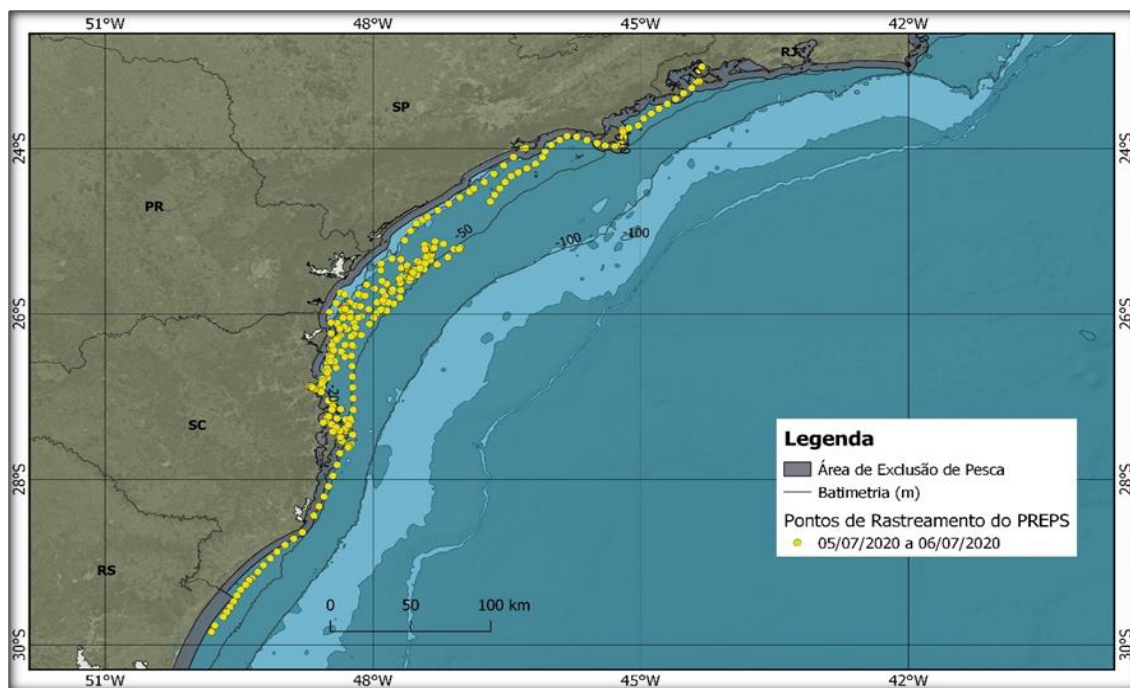 51°W 48°W 45°W 42°W
RJ
SP
24°S 24°S
PR
-50
-100 -100
26°S 26°S
SC
Legenda
Área de Exclusão de Pesca
Batimetria (m)
Pontos de Rastreamento do PREPS
05/07/2020 a 06/07/2020
28°S 28°S
RS
0 50 100 km
30°S 30°S
51°W 48°W 45°W 42°W